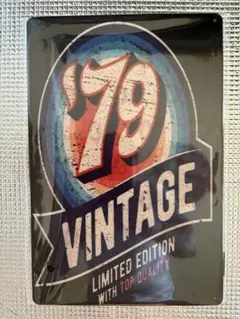 '79
VINTAGE
LIMITED EDITION
WITH TOP QUALITY